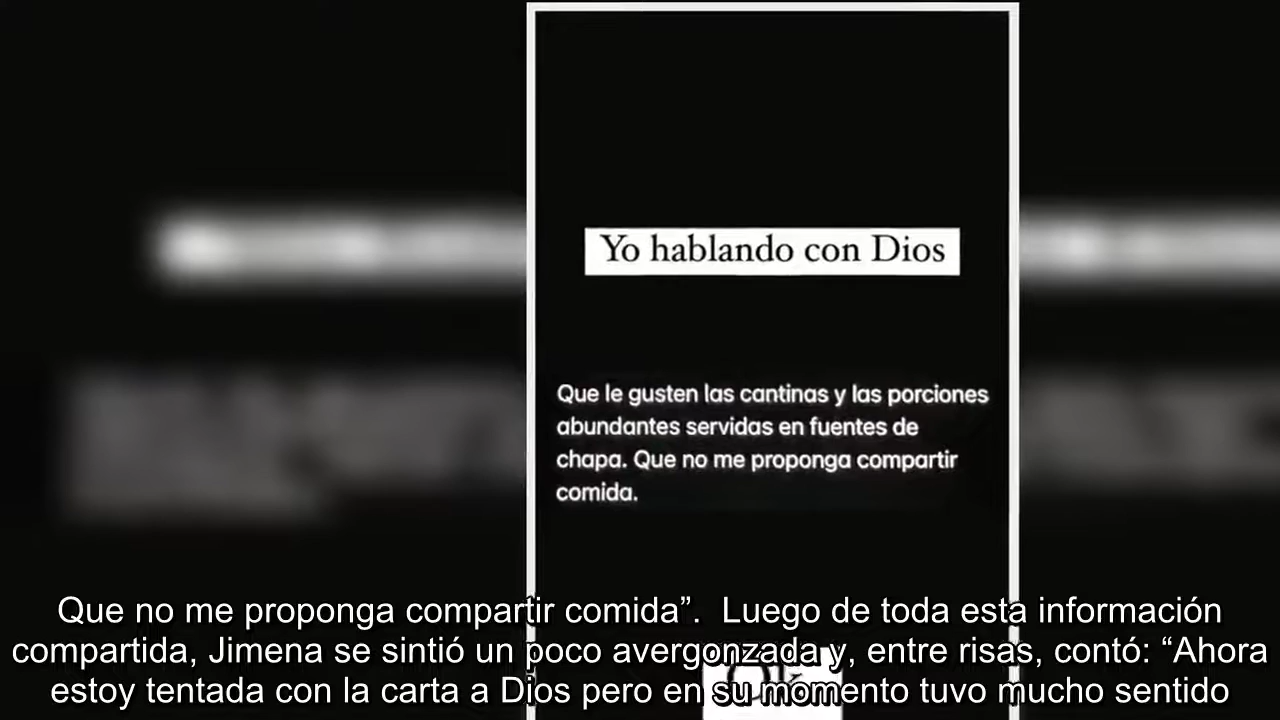 Yo hablando con Dios
Que le gusten las cantinas y las porciones
abundantes servidas en fuentes de
chapa. Que no me proponga compartir
comida.
Que no me proponga compartir comida”.  Luego de toda esta información
compartida, Jimena se sintió un poco avergonzada y, entre risas, contó: “Ahora
estoy tentada con la carta a Dios pero en su momento tuvo mucho sentido